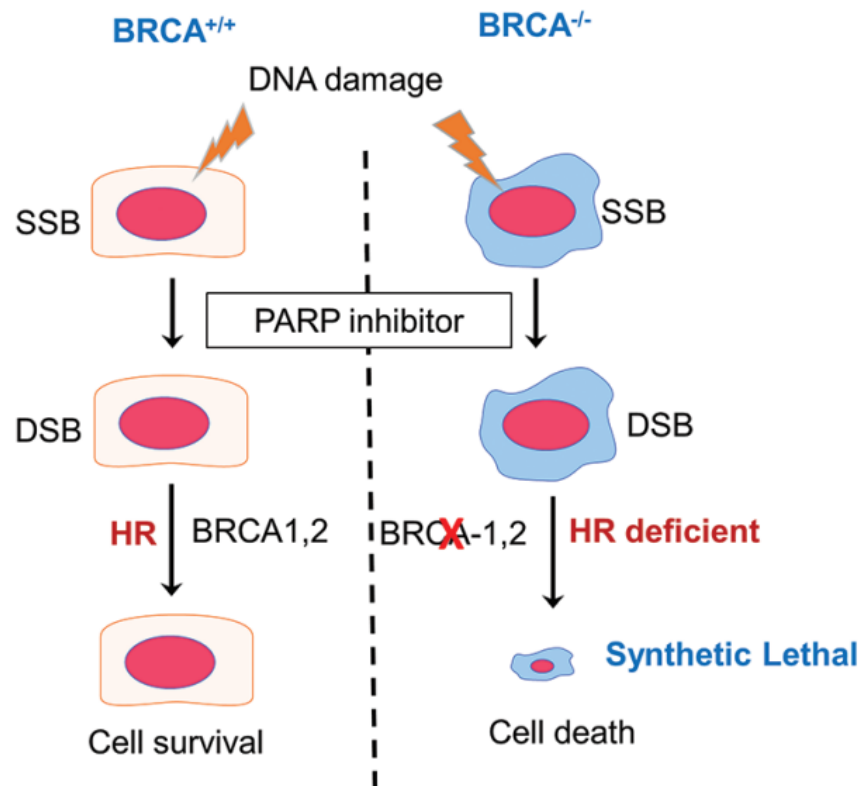 BRCA+/+
BRCA-/-
DNA damage
SSB
SSB
PARP inhibitor
DSB
DSB
HR
BRCA1,2
BRCA-1,2
HR deficient
Synthetic Lethal
Cell survival
Cell death